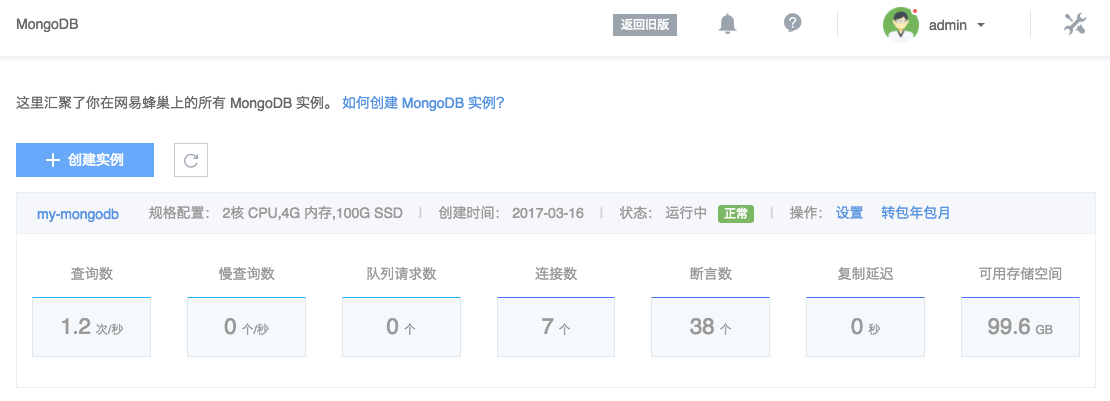 MongoDB 返回旧版 admin
这里汇聚了你在网易蜂巢上的所有 MongoDB 实例。 如何创建 MongoDB 实例?
创建实例
my-mongodb 规格配置: 2核 CPU,4G 内存,100G SSD 创建时间: 2017-03-16 状态: 运行中 正常 操作: 设置 转包年包月
查询数 慢查询数 队列请求数 连接数 断言数 复制延迟 可用存储空间
1.2 次/秒 0 个/秒 0 个 7 个 38 个 0 秒 99.6 GB